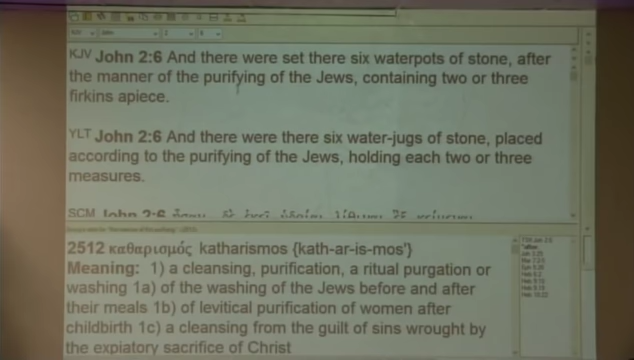 KJV John 2:6 And there were set there six waterpots of stone, after
the manner of the purifying of the Jews, containing two or three
firkins apiece.
YLT John 2:6 And there were there six water-jugs of stone, placed
according to the purifying of the Jews, holding each two or three
measures.
SCM John 2:6
2512 καθαρισμός katharismos {kath-ar-is-mos'}
Meaning: 1) a cleansing, purification, a ritual purgation or
washing 1a) of the washing of the Jews before and after
their meals 1b) of levitical purification of women after
childbirth 1c) a cleansing from the guilt of sins wrought by
the expiatory sacrifice of Christ